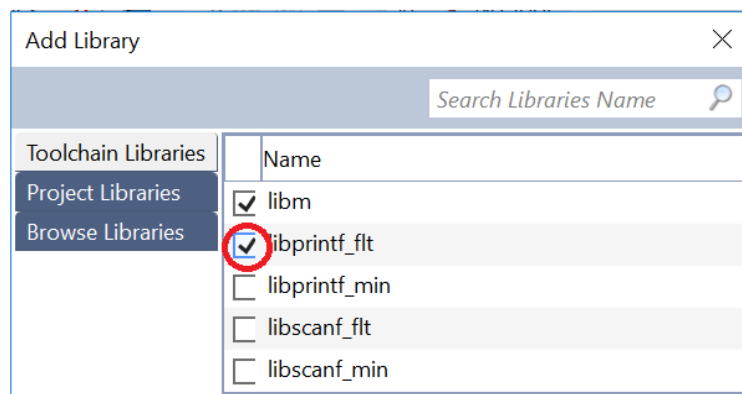 Add Library
Search Libraries Name
Toolchain Libraries
Project Libraries
Browse Libraries
Name
libm
libprintf_flt
libprintf_min
libscanf_flt
libscanf_min